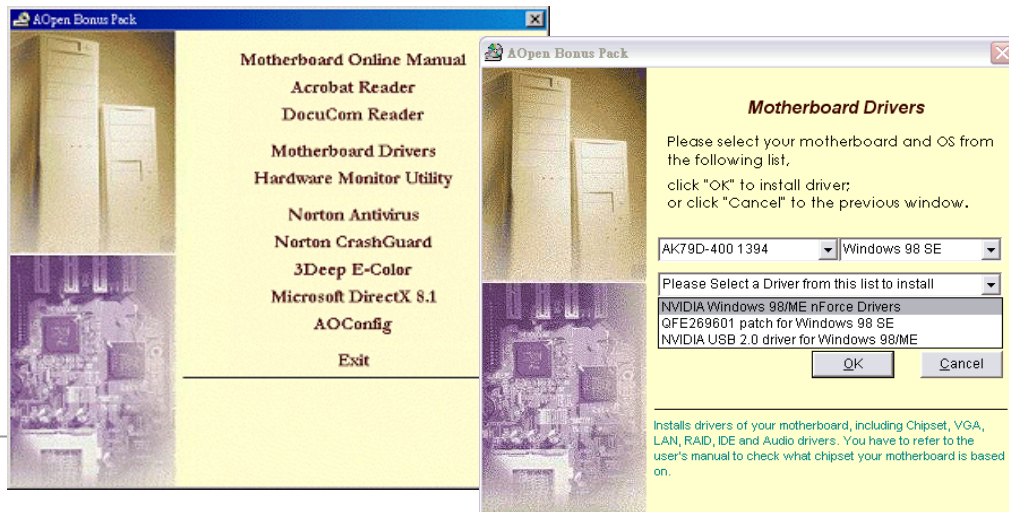 AOpen Bonus Pack
Motherboard Online Manual
Acrobat Reader
DocuCom Reader
Motherboard Drivers
Hardware Monitor Utility
Norton Antivirus
Norton CrashGuard
3Deep E-Color
Microsoft DirectX 8.1
AOConfig
Exit
AOpen Bonus Pack
Motherboard Drivers
Please select your motherboard and OS from
the following list,
click "OK" to install driver;
or click "Cancel" to the previous window.
AK79D-400 1394 Windows 98 SE
Please Select a Driver from this list to install
NVIDIA Windows 98/ME nForce Drivers
QFE269601 patch for Windows 98 SE
NVIDIA USB 2.0 driver for Windows 98/ME
OK Cancel
Installs drivers of your motherboard, including Chipset, VGA,
LAN, RAID, IDE and Audio drivers. You have to refer to the
user's manual to check what chipset your motherboard is based
on.